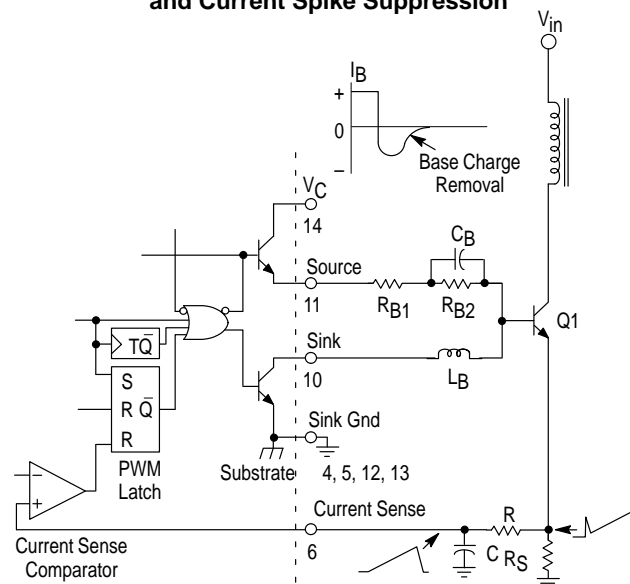 and Current Spike Suppression
Vin
IB
+
0
–
Base Charge
Removal
VC
14
Source
11
RB1
CB
RB2
Q1
Sink
10
LB
TQ̅
S
R Q̅
R
PWM
Latch
Substrate
Sink Gnd
4, 5, 12, 13
–
+
Current Sense
Comparator
Current Sense
6
R
C
RS